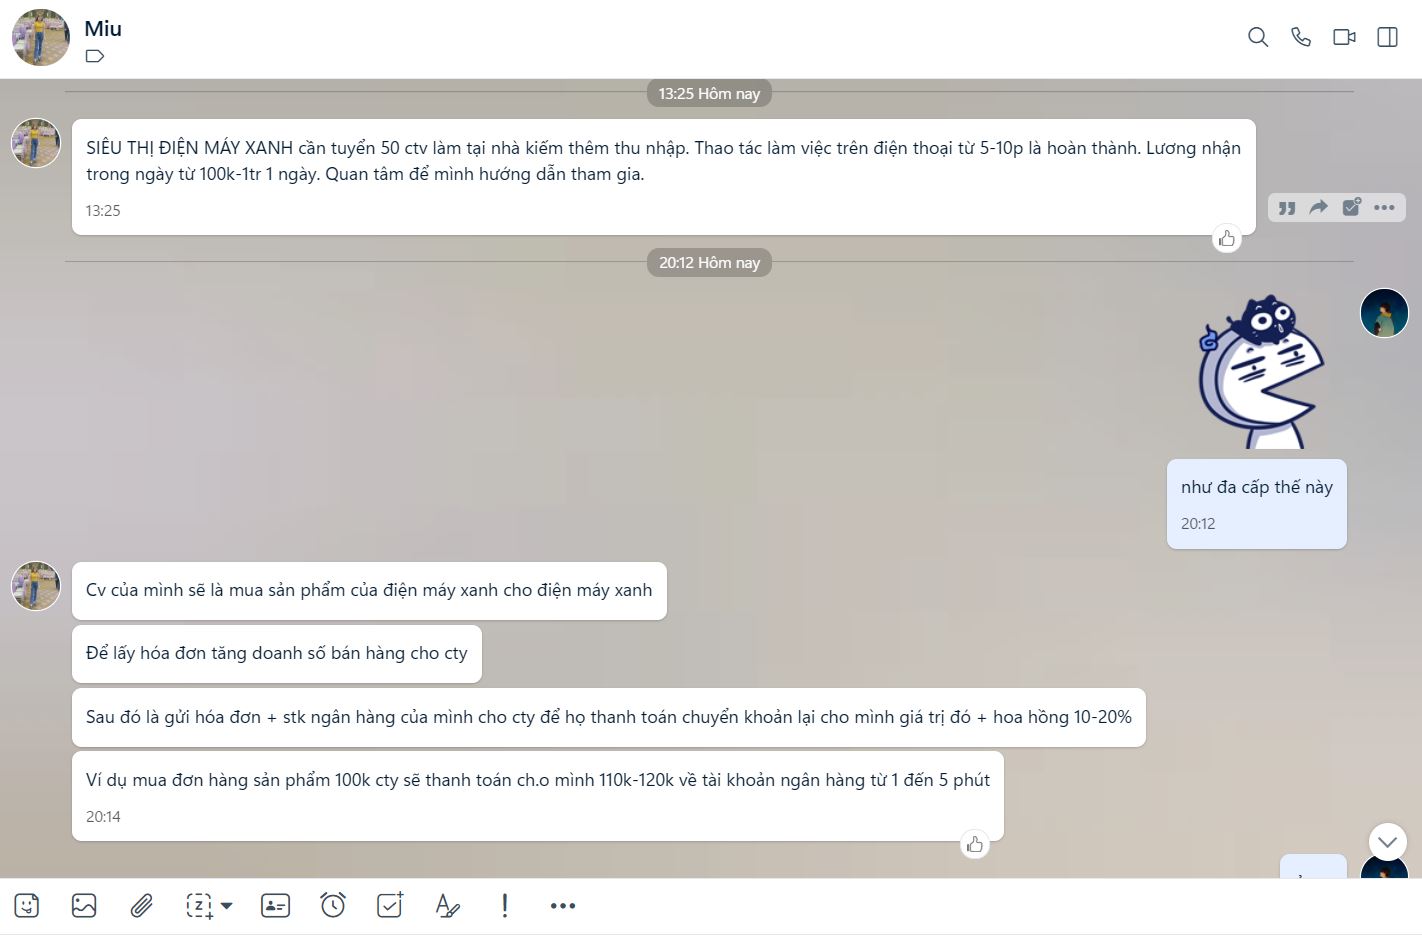 Miu
13:25 Hôm nay
SIÊU THỊ ĐIỆN MÁY XANH cần tuyển 50 ctv làm tại nhà kiếm thêm thu nhập. Thao tác làm việc trên điện thoại từ 5-10p là hoàn thành. Lương nhận
trong ngày từ 100k-1tr 1 ngày. Quan tâm để mình hướng dẫn tham gia.
13:25
20:12 Hôm nay
như đa cấp thế này
20:12
Cv của mình sẽ là mua sản phẩm của điện máy xanh cho điện máy xanh
Để lấy hóa đơn tăng doanh số bán hàng cho cty
Sau đó là gửi hóa đơn + stk ngân hàng của mình cho cty để họ thanh toán chuyển khoản lại cho mình giá trị đó + hoa hồng 10-20%
Ví dụ mua đơn hàng sản phẩm 100k cty sẽ thanh toán ch.o mình 110k-120k về tài khoản ngân hàng từ 1 đến 5 phút
20:14